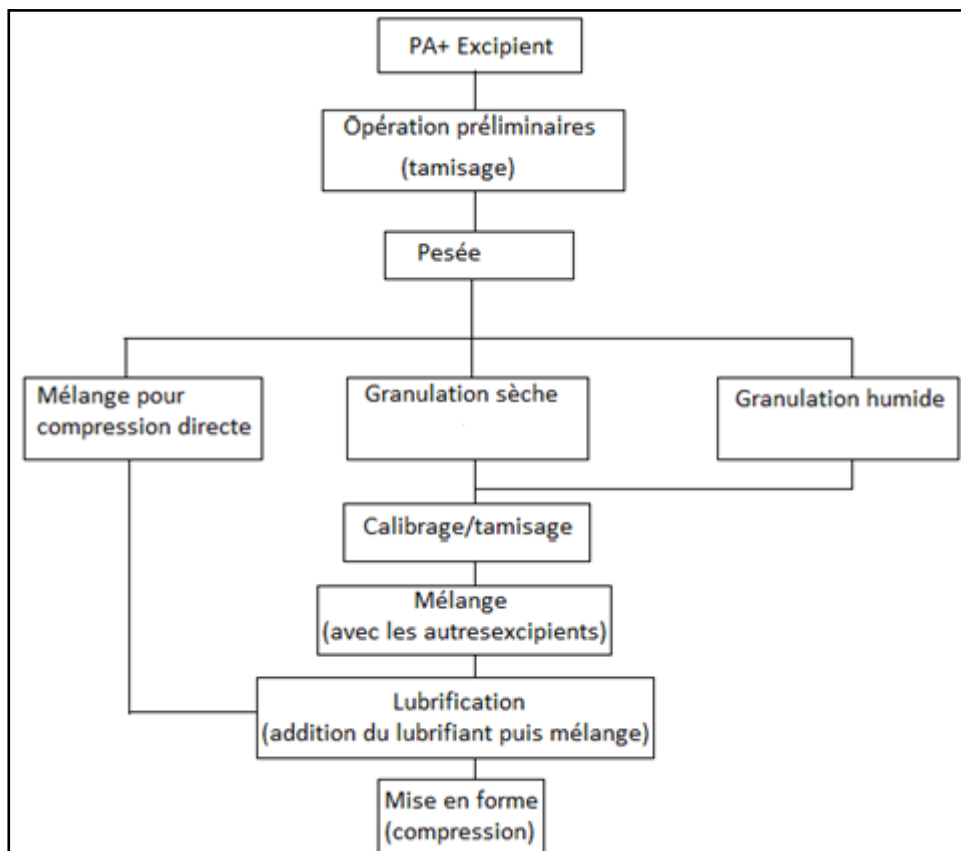 PA+ Excipient
Opération préliminaires
(tamisage)
Pesée
Mélange pour
compression directe
Granulation sèche
Granulation humide
Calibrage/tamisage
Mélange
(avec les autresexcipients)
Lubrification
(addition du lubrifiant puis mélange)
Mise en forme
(compression)